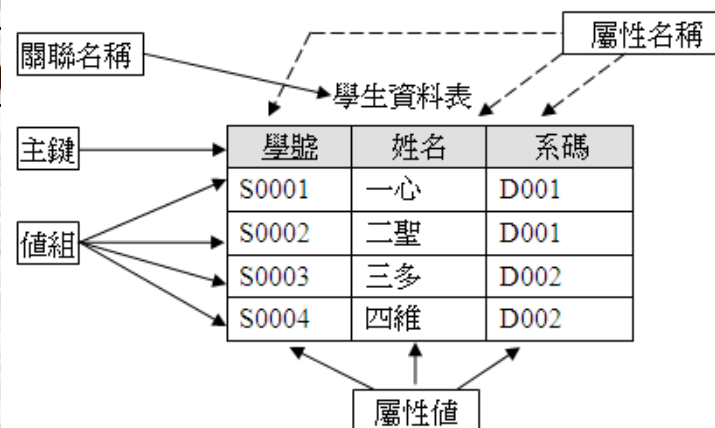 屬性名稱
關聯名稱
學生資料表
主鍵
學號 姓名 系碼
S0001 一心 D001
值組
S0002 二聖 D001
S0003 三多 D002
S0004 四維 D002
屬性值